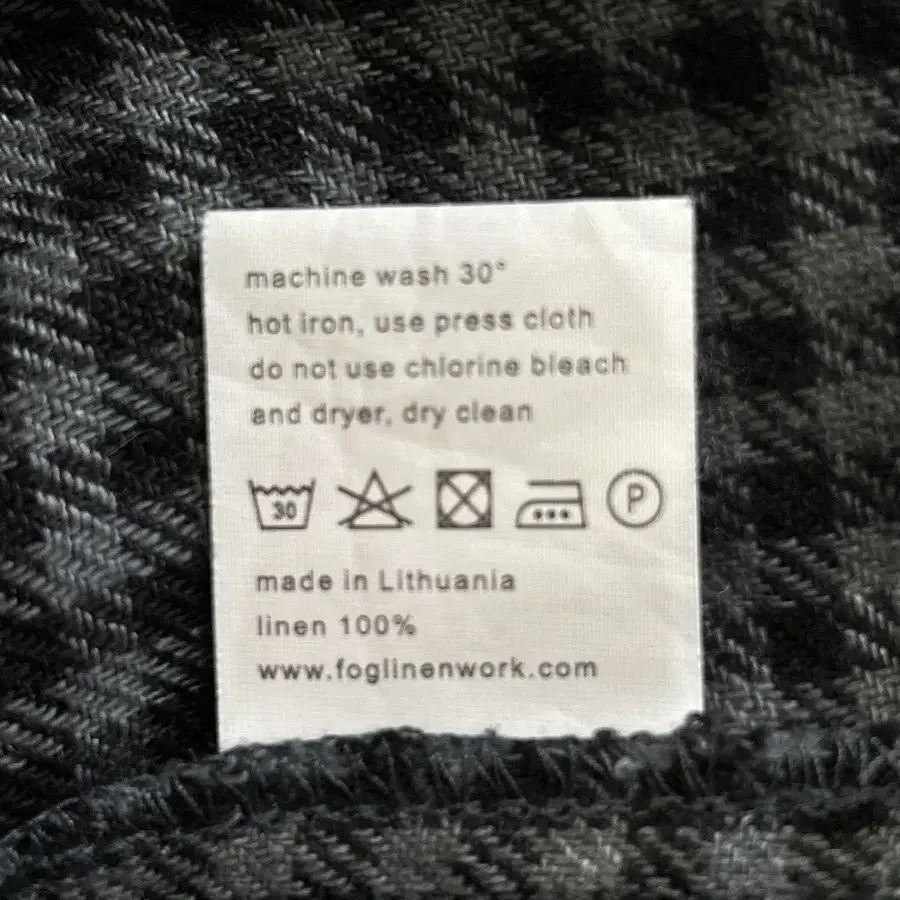 machine wash 30°
hot iron, use press cloth
do not use chlorine bleach
and dryer, dry clean
30 P
made in Lithuania
linen 100%
www.foglinenwork.com